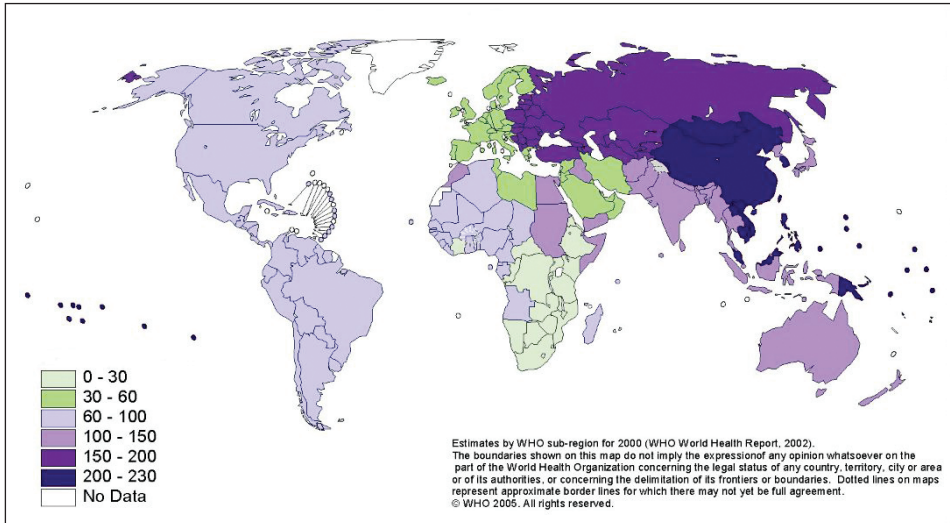 0 - 30
30 - 60
60 - 100
100 - 150
150 - 200
200 - 230
No Data
Estimates by WHO sub-region for 2000 (WHO World Health Report, 2002).
The boundaries shown on this map do not imply the expressionof any opinion whatsoever on the
part of the World Health Organization concerning the legal status of any country, territory, city or area
or of its authorities, or concerning the delimitation of its frontiers or boundaries. Dotted lines on maps
represent approximate border lines for which there may not yet be full agreement.
© WHO 2005. All rights reserved.